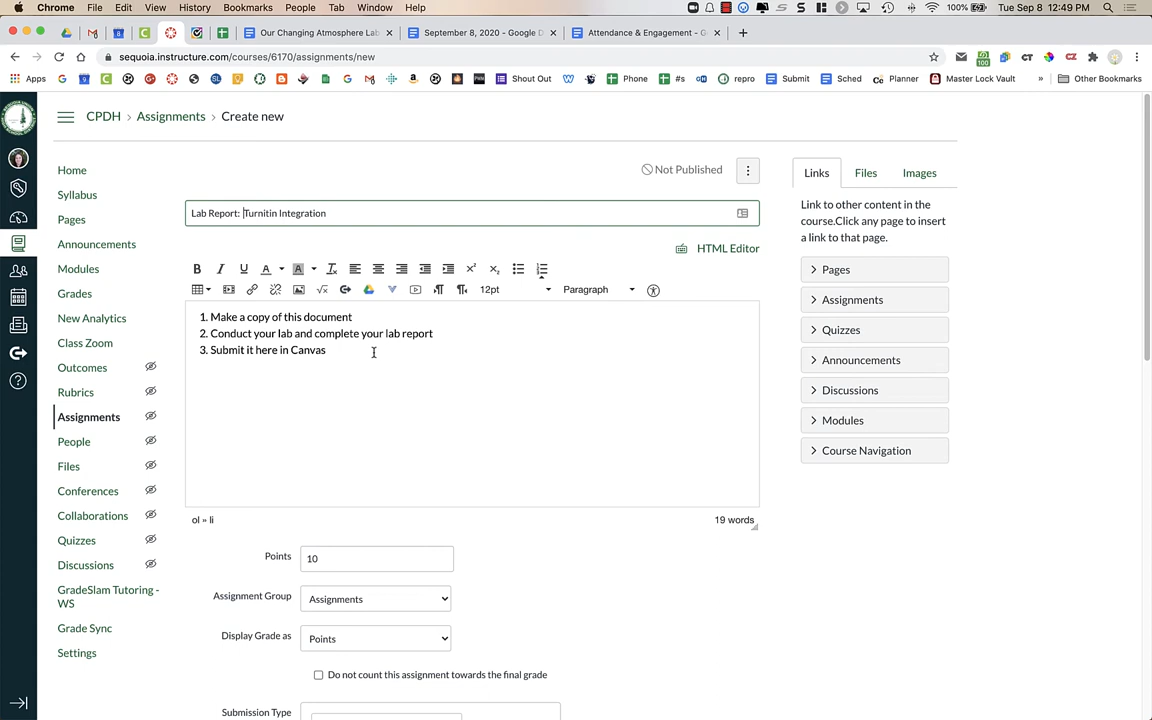 Chrome File Edit View History Bookmarks People Tab Window Help 100% Tue Sep 8 12:49 PM
Our Changing Atmosphere Lab × September 8, 2020 - Google D × Attendance & Engagement - G × +
sequoia.instructure.com/courses/6170/assignments/new
Apps Shout Out Phone #s repro Submit Sched Planner Master Lock Vault » Other Bookmarks
CPDH › Assignments › Create new
Home
Syllabus
Pages
Announcements
Modules
Grades
New Analytics
Class Zoom
Outcomes
Rubrics
Assignments
People
Files
Conferences
Collaborations
Quizzes
Discussions
GradeSlam Tutoring -
WS
Grade Sync
Settings
Not Published
Lab Report: Turnitin Integration
HTML Editor
B I U A A
12pt Paragraph
1. Make a copy of this document
2. Conduct your lab and complete your lab report
3. Submit it here in Canvas
ol » li 19 words
Points 10
Assignment Group Assignments
Display Grade as Points
Do not count this assignment towards the final grade
Submission Type
Links Files Images
Link to other content in the
course.Click any page to insert
a link to that page.
Pages
Assignments
Quizzes
Announcements
Discussions
Modules
Course Navigation